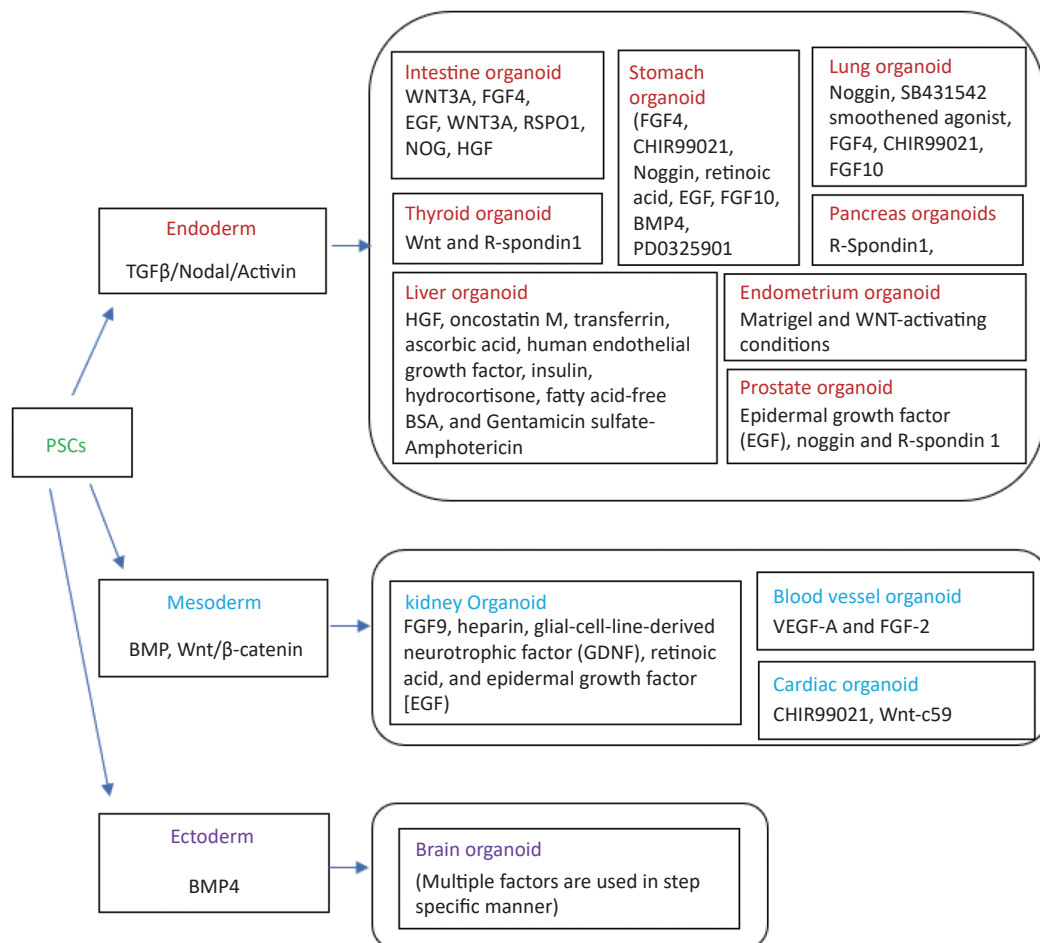 PSCs
Endoderm
TGFβ/Nodal/Activin
Intestine organoid
WNT3A, FGF4,
EGF, WNT3A, RSPO1,
NOG, HGF
Stomach
organoid
(FGF4,
CHIR99021,
Noggin, retinoic
acid, EGF, FGF10,
BMP4,
PD0325901
Lung organoid
Noggin, SB431542
smoothened agonist,
FGF4, CHIR99021,
FGF10
Thyroid organoid
Wnt and R-spondin1
Pancreas organoids
R-Spondin1,
Liver organoid
HGF, oncostatin M, transferrin,
ascorbic acid, human endothelial
growth factor, insulin,
hydrocortisone, fatty acid-free
BSA, and Gentamicin sulfate-
Amphotericin
Endometrium organoid
Matrigel and WNT-activating
conditions
Prostate organoid
Epidermal growth factor
(EGF), noggin and R-spondin 1
Mesoderm
BMP, Wnt/β-catenin
kidney Organoid
FGF9, heparin, glial-cell-line-derived
neurotrophic factor (GDNF), retinoic
acid, and epidermal growth factor
[EGF)
Blood vessel organoid
VEGF-A and FGF-2
Cardiac organoid
CHIR99021, Wnt-c59
Ectoderm
BMP4
Brain organoid
(Multiple factors are used in step
specific manner)